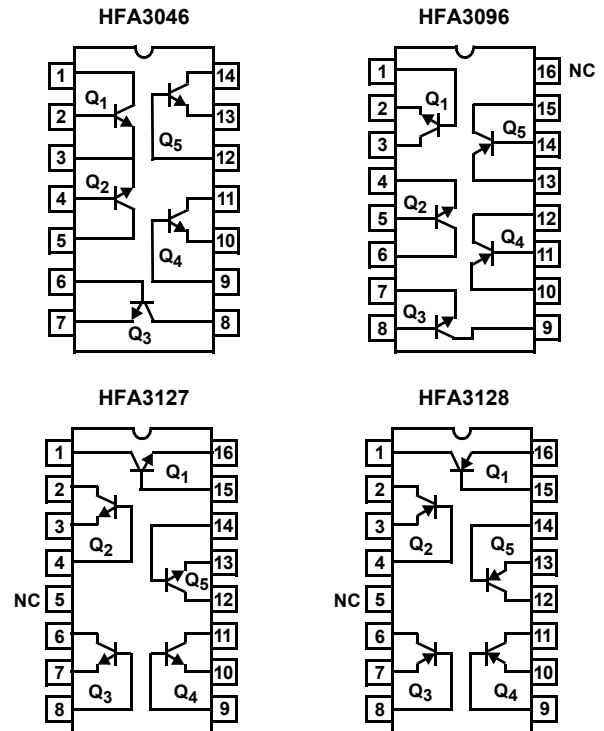 HFA3046 HFA3096
1 14 1 16 NC
Q1 2 13 2 Q1 15
Q5 3 Q5 14
3 12
Q2 4 11 4 13
5 Q2 12
5 Q4 10 6 Q4 11
6 9 7 10
7 Q3 8 Q3 8 9
HFA3127 HFA3128
1 16 1 16
2 Q1 15 2 Q1 15
3 Q2 14 3 Q2 Q5 14
4 Q5 13 4 13
NC 5 12 NC 5 12
6 11 6 11
7 Q3 Q4 10 7 Q3 Q4 10
8 9 8 9